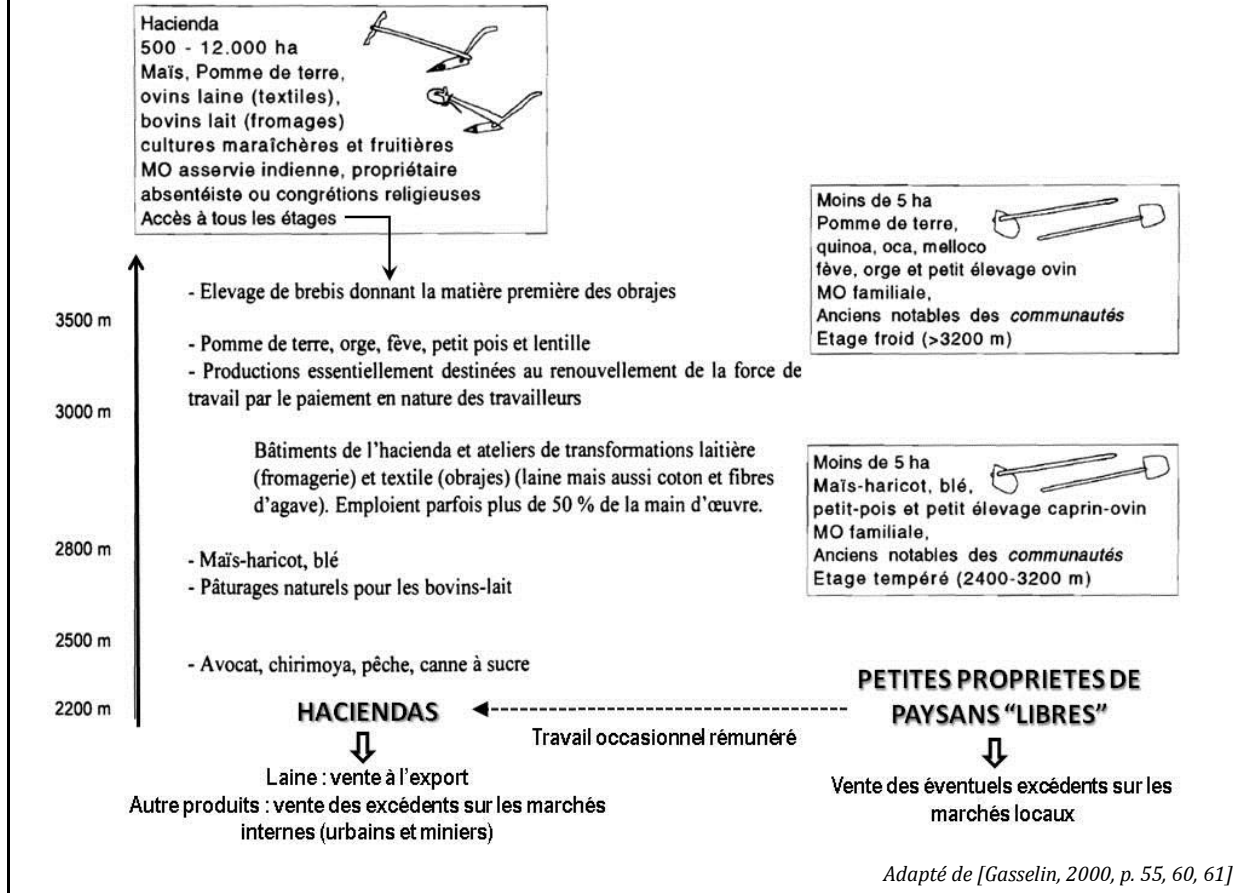 Hacienda
500 - 12.000 ha
Maïs, Pomme de terre,
ovins laine (textiles),
bovins lait (fromages)
cultures maraîchères et fruitières
MO asservie indienne, propriétaire
absentéiste ou congrétions religieuses
Accès à tous les étages
Moins de 5 ha
Pomme de terre,
quinoa, oca, melloco
fève, orge et petit élevage ovin
MO familiale,
Anciens notables des communautés
Etage froid (>3200 m)
- Elevage de brebis donnant la matière première des obrajes
3500 m
- Pomme de terre, orge, fève, petit pois et lentille
- Productions essentiellement destinées au renouvellement de la force de
travail par le paiement en nature des travailleurs
3000 m
Bâtiments de l'hacienda et ateliers de transformations laitière
(fromagerie) et textile (obrajes) (laine mais aussi coton et fibres
d'agave). Emploient parfois plus de 50 % de la main d'œuvre.
Moins de 5 ha
Maïs-haricot, blé,
petit-pois et petit élevage caprin-ovin
MO familiale,
Anciens notables des communautés
Etage tempéré (2400-3200 m)
2800 m
- Maïs-haricot, blé
- Pâturages naturels pour les bovins-lait
2500 m
- Avocat, chirimoya, pêche, canne à sucre
2200 m
HACIENDAS
Travail occasionnel rémunéré
PETITES PROPRIETES DE
PAYSANS “LIBRES”
Laine : vente à l'export
Autre produits : vente des excédents sur les marchés
internes (urbains et miniers)
Vente des éventuels excédents sur les
marchés locaux
Adapté de [Gasselin, 2000, p. 55, 60, 61]